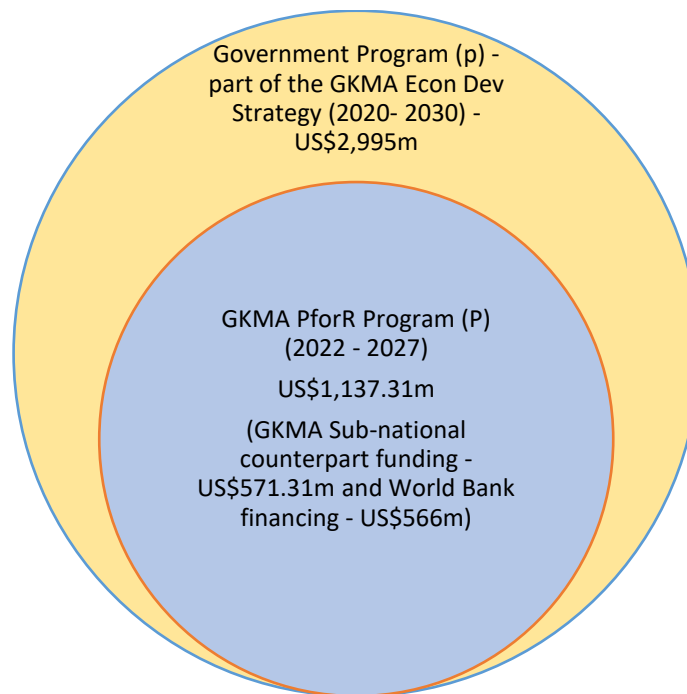 Government Program (p) -
part of the GKMA Econ Dev
Strategy (2020- 2030) -
US$2,995m
GKMA PforR Program (P)
(2022 - 2027)
US$1,137.31m
(GKMA Sub-national
counterpart funding -
US$571.31m and World Bank
financing - US$566m)